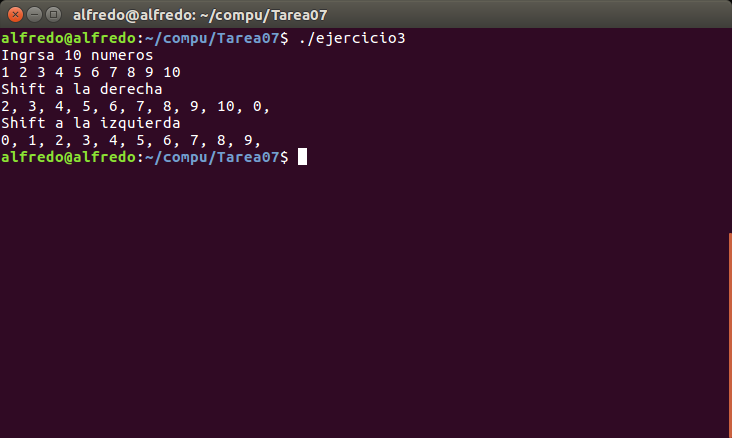 alfredo@alfredo: ~/compu/Tarea07
alfredo@alfredo:~/compu/Tarea07$ ./ejercicio3
Ingrsa 10 numeros
1 2 3 4 5 6 7 8 9 10
Shift a la derecha
2, 3, 4, 5, 6, 7, 8, 9, 10, 0,
Shift a la izquierda
0, 1, 2, 3, 4, 5, 6, 7, 8, 9,
alfredo@alfredo:~/compu/Tarea07$